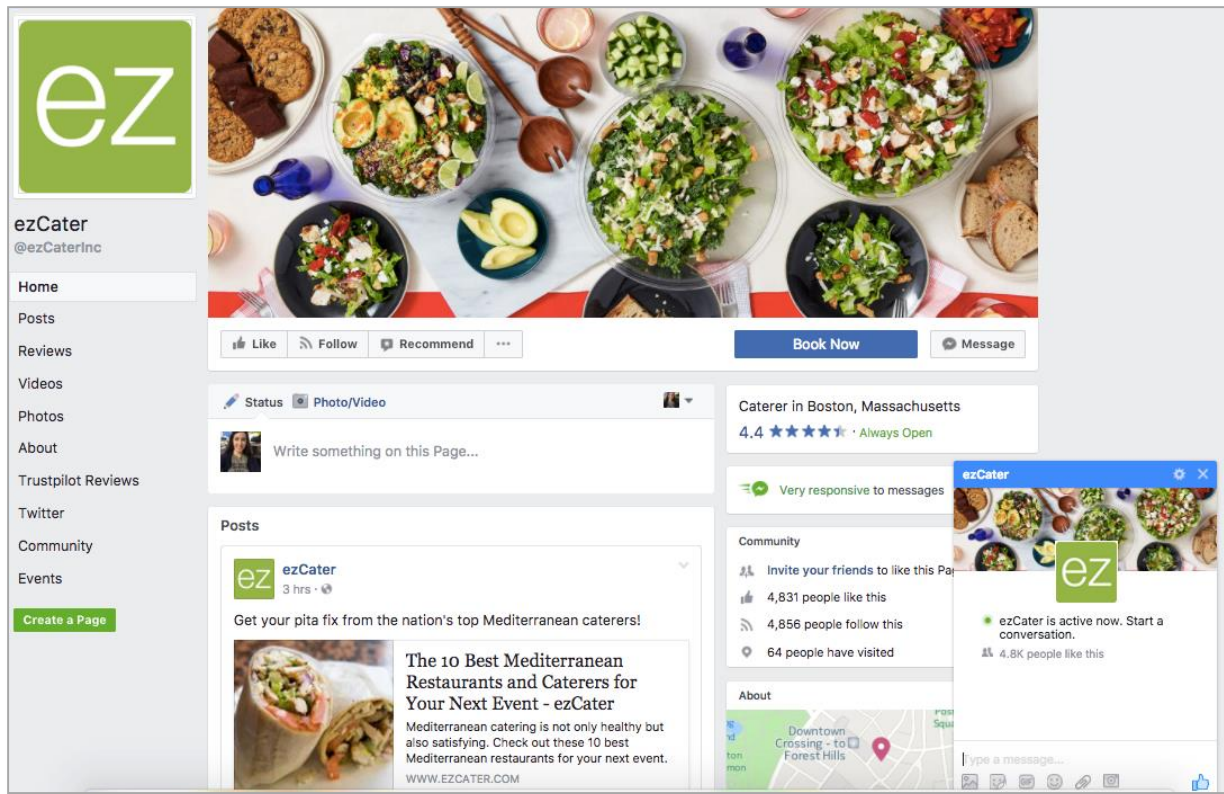 ez
ezCater
@ezCaterInc
Home
Posts
Reviews
Videos
Photos
About
Trustpilot Reviews
Twitter
Community
Events
Create a Page
Like
Follow
Recommend
Book Now
Message
Status
Photo/Video
Write something on this Page...
Posts
ez
ezCater
3 hrs
Get your pita fix from the nation's top Mediterranean caterers!
The 10 Best Mediterranean
Restaurants and Caterers for
Your Next Event - ezCater
Mediterranean catering is not only healthy but
also satisfying. Check out these 10 best
Mediterranean restaurants for your next event.
WWW.EZCATER.COM
Caterer in Boston, Massachusetts
4.4 ★★★★★ · Always Open
Very responsive to messages
Community
Invite your friends to like this
4,831 people like this
4,856 people follow this
64 people have visited
About
Downtown
Crossing - to
Forest Hills
ezCater
ez
ezCater is active now. Start a
conversation.
4.8K people like this
Type a message...
GIF